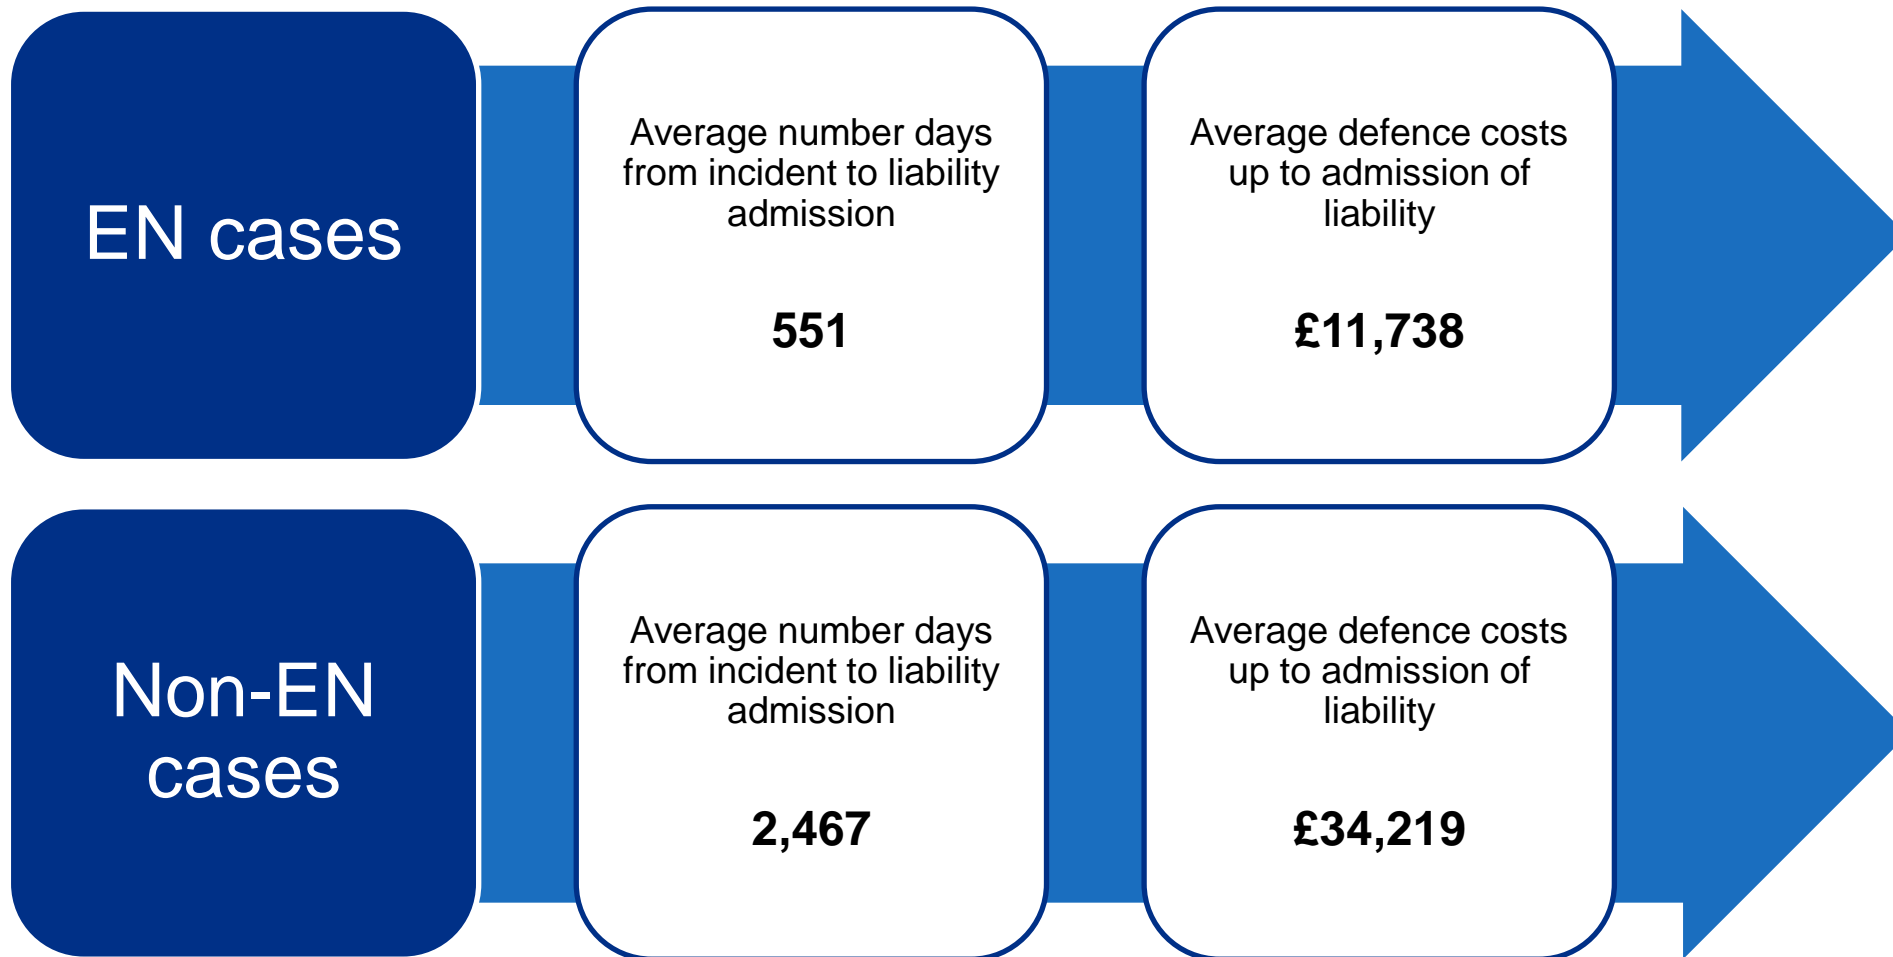 EN cases
Average number days
from incident to liability
admission
551
Average defence costs
up to admission of
liability
£11,738
Non-EN
cases
Average number days
from incident to liability
admission
2,467
Average defence costs
up to admission of
liability
£34,219